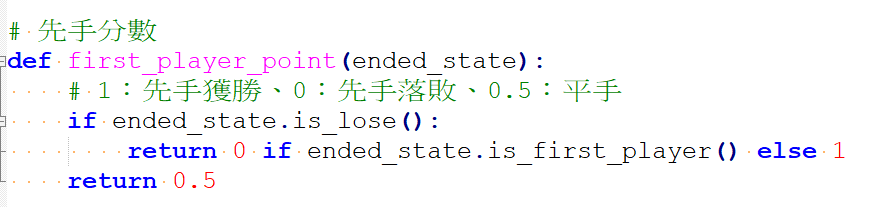 # 先手分數
def first_player_point(ended_state):
    # 1：先手獲勝、0：先手落敗、0.5：平手
    if ended_state.is_lose():
        return 0 if ended_state.is_first_player() else 1
    return 0.5